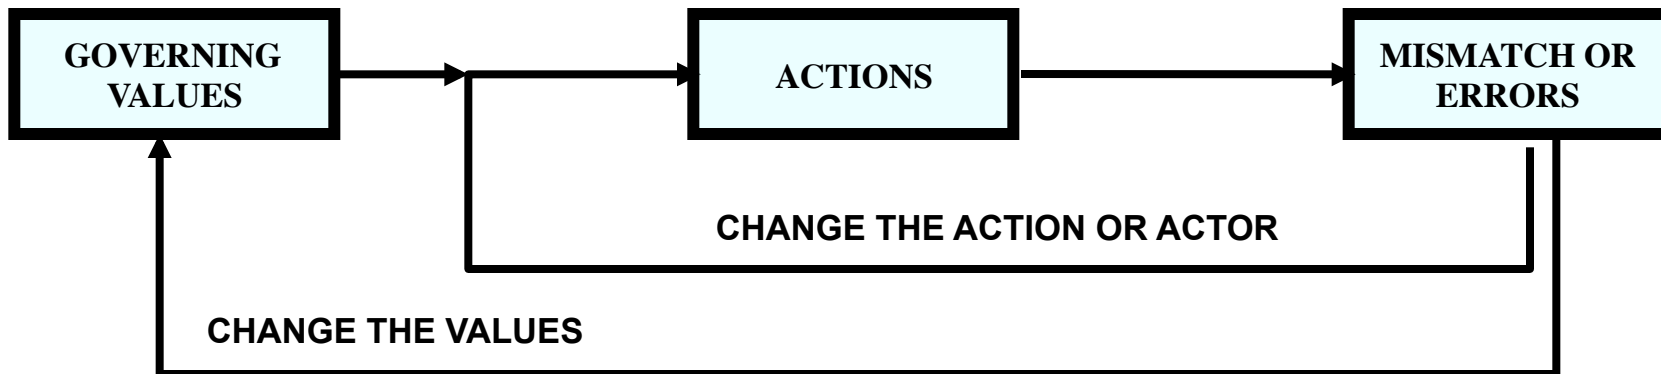 GOVERNING
VALUES
ACTIONS
MISMATCH OR
ERRORS
CHANGE THE ACTION OR ACTOR
CHANGE THE VALUES